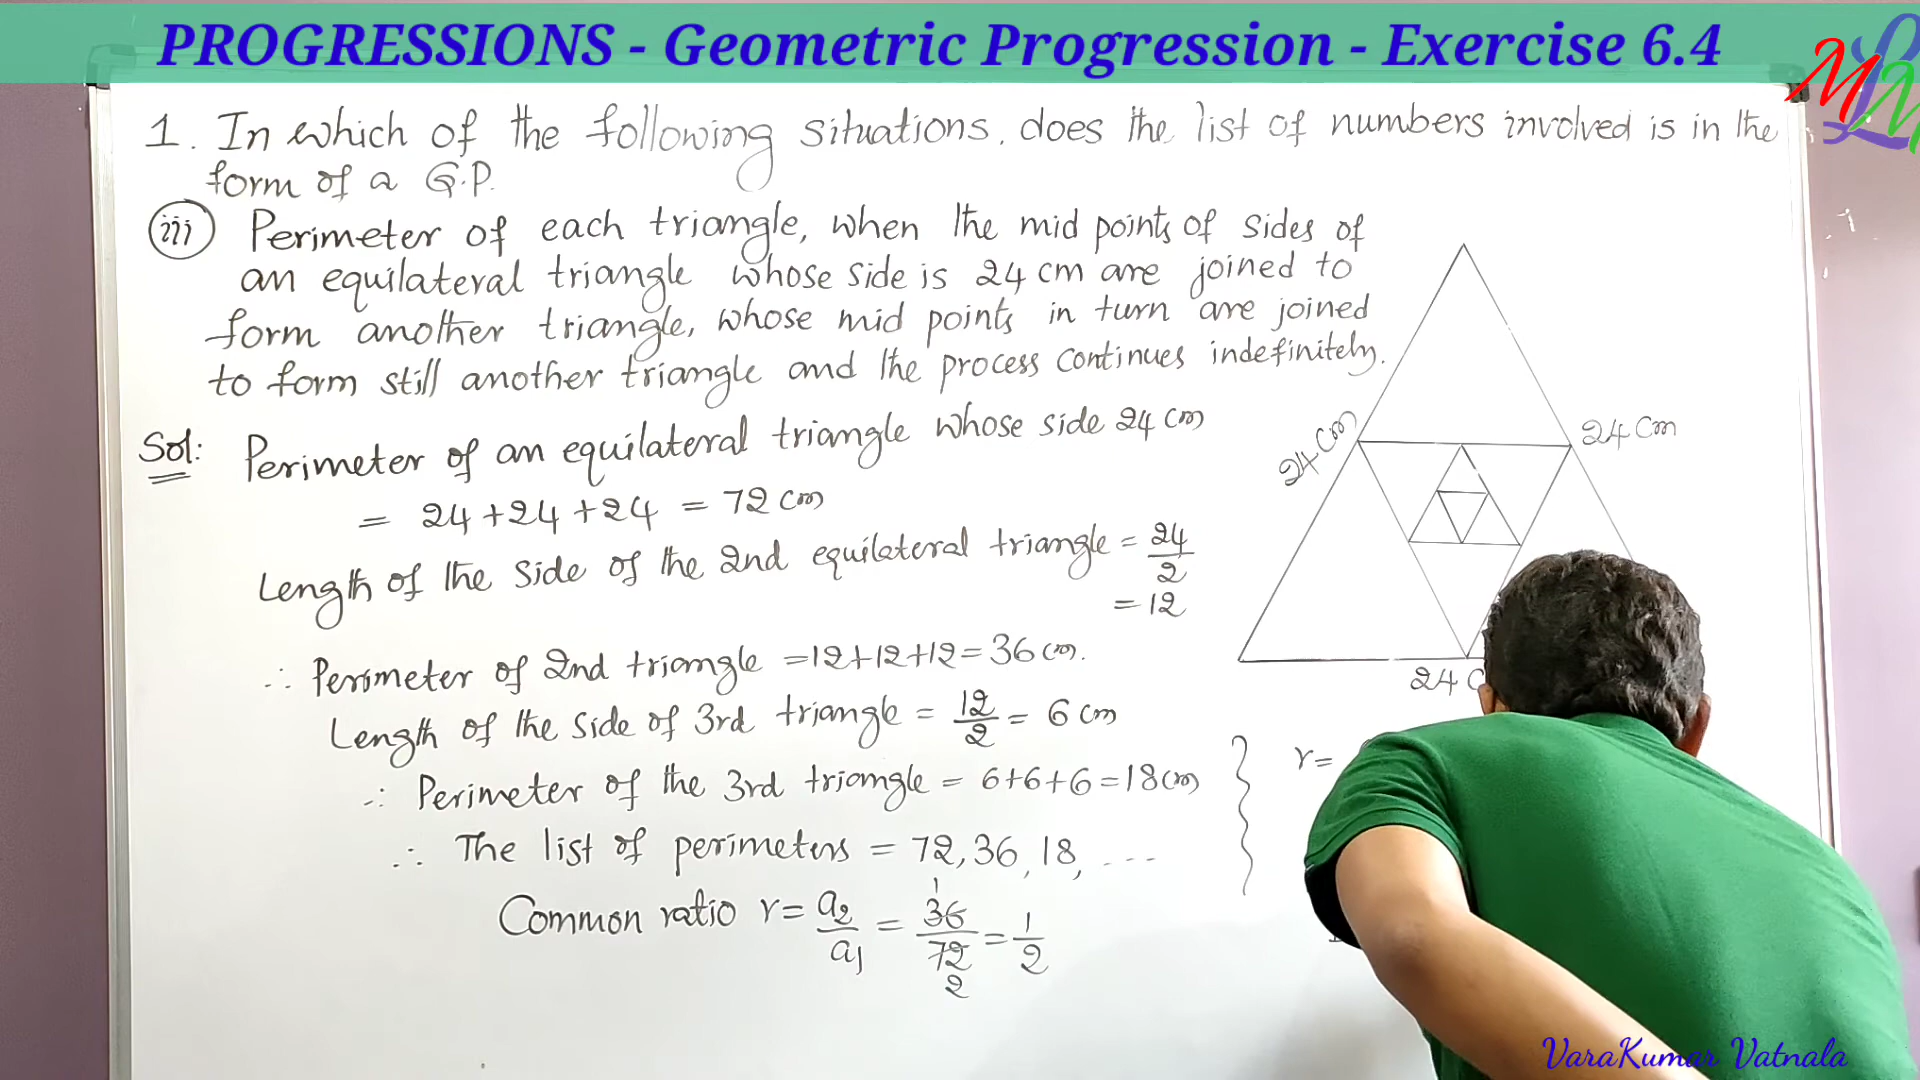 PROGRESSIONS - Geometric Progression - Exercise 6.4
MLM
1. In which of the following situations, does the list of numbers involved is in the
form of a G.P.
(iii) Perimeter of each triangle, when the mid points of sides of
an equilateral triangle whose side is 24 cm are joined to
form another triangle, whose mid points in turn are joined
to form still another triangle and the process continues indefinitely.
Sol: Perimeter of an equilateral triangle whose side 24 cm
= 24+24+24 = 72 cm
Length of the side of the 2nd equilateral triangle = 24/2
= 12
∴ Perimeter of 2nd triangle =12+12+12=36 cm.
Length of the side of 3rd triangle = 12/2 = 6 cm
∴ Perimeter of the 3rd triangle = 6+6+6=18cm
∴ The list of perimeters = 72, 36, 18, ...
Common ratio r= a2/a1 = 36/72 = 1/2
1
2
24 cm
24 cm
24 c
r=
VaraKumar Vatnala